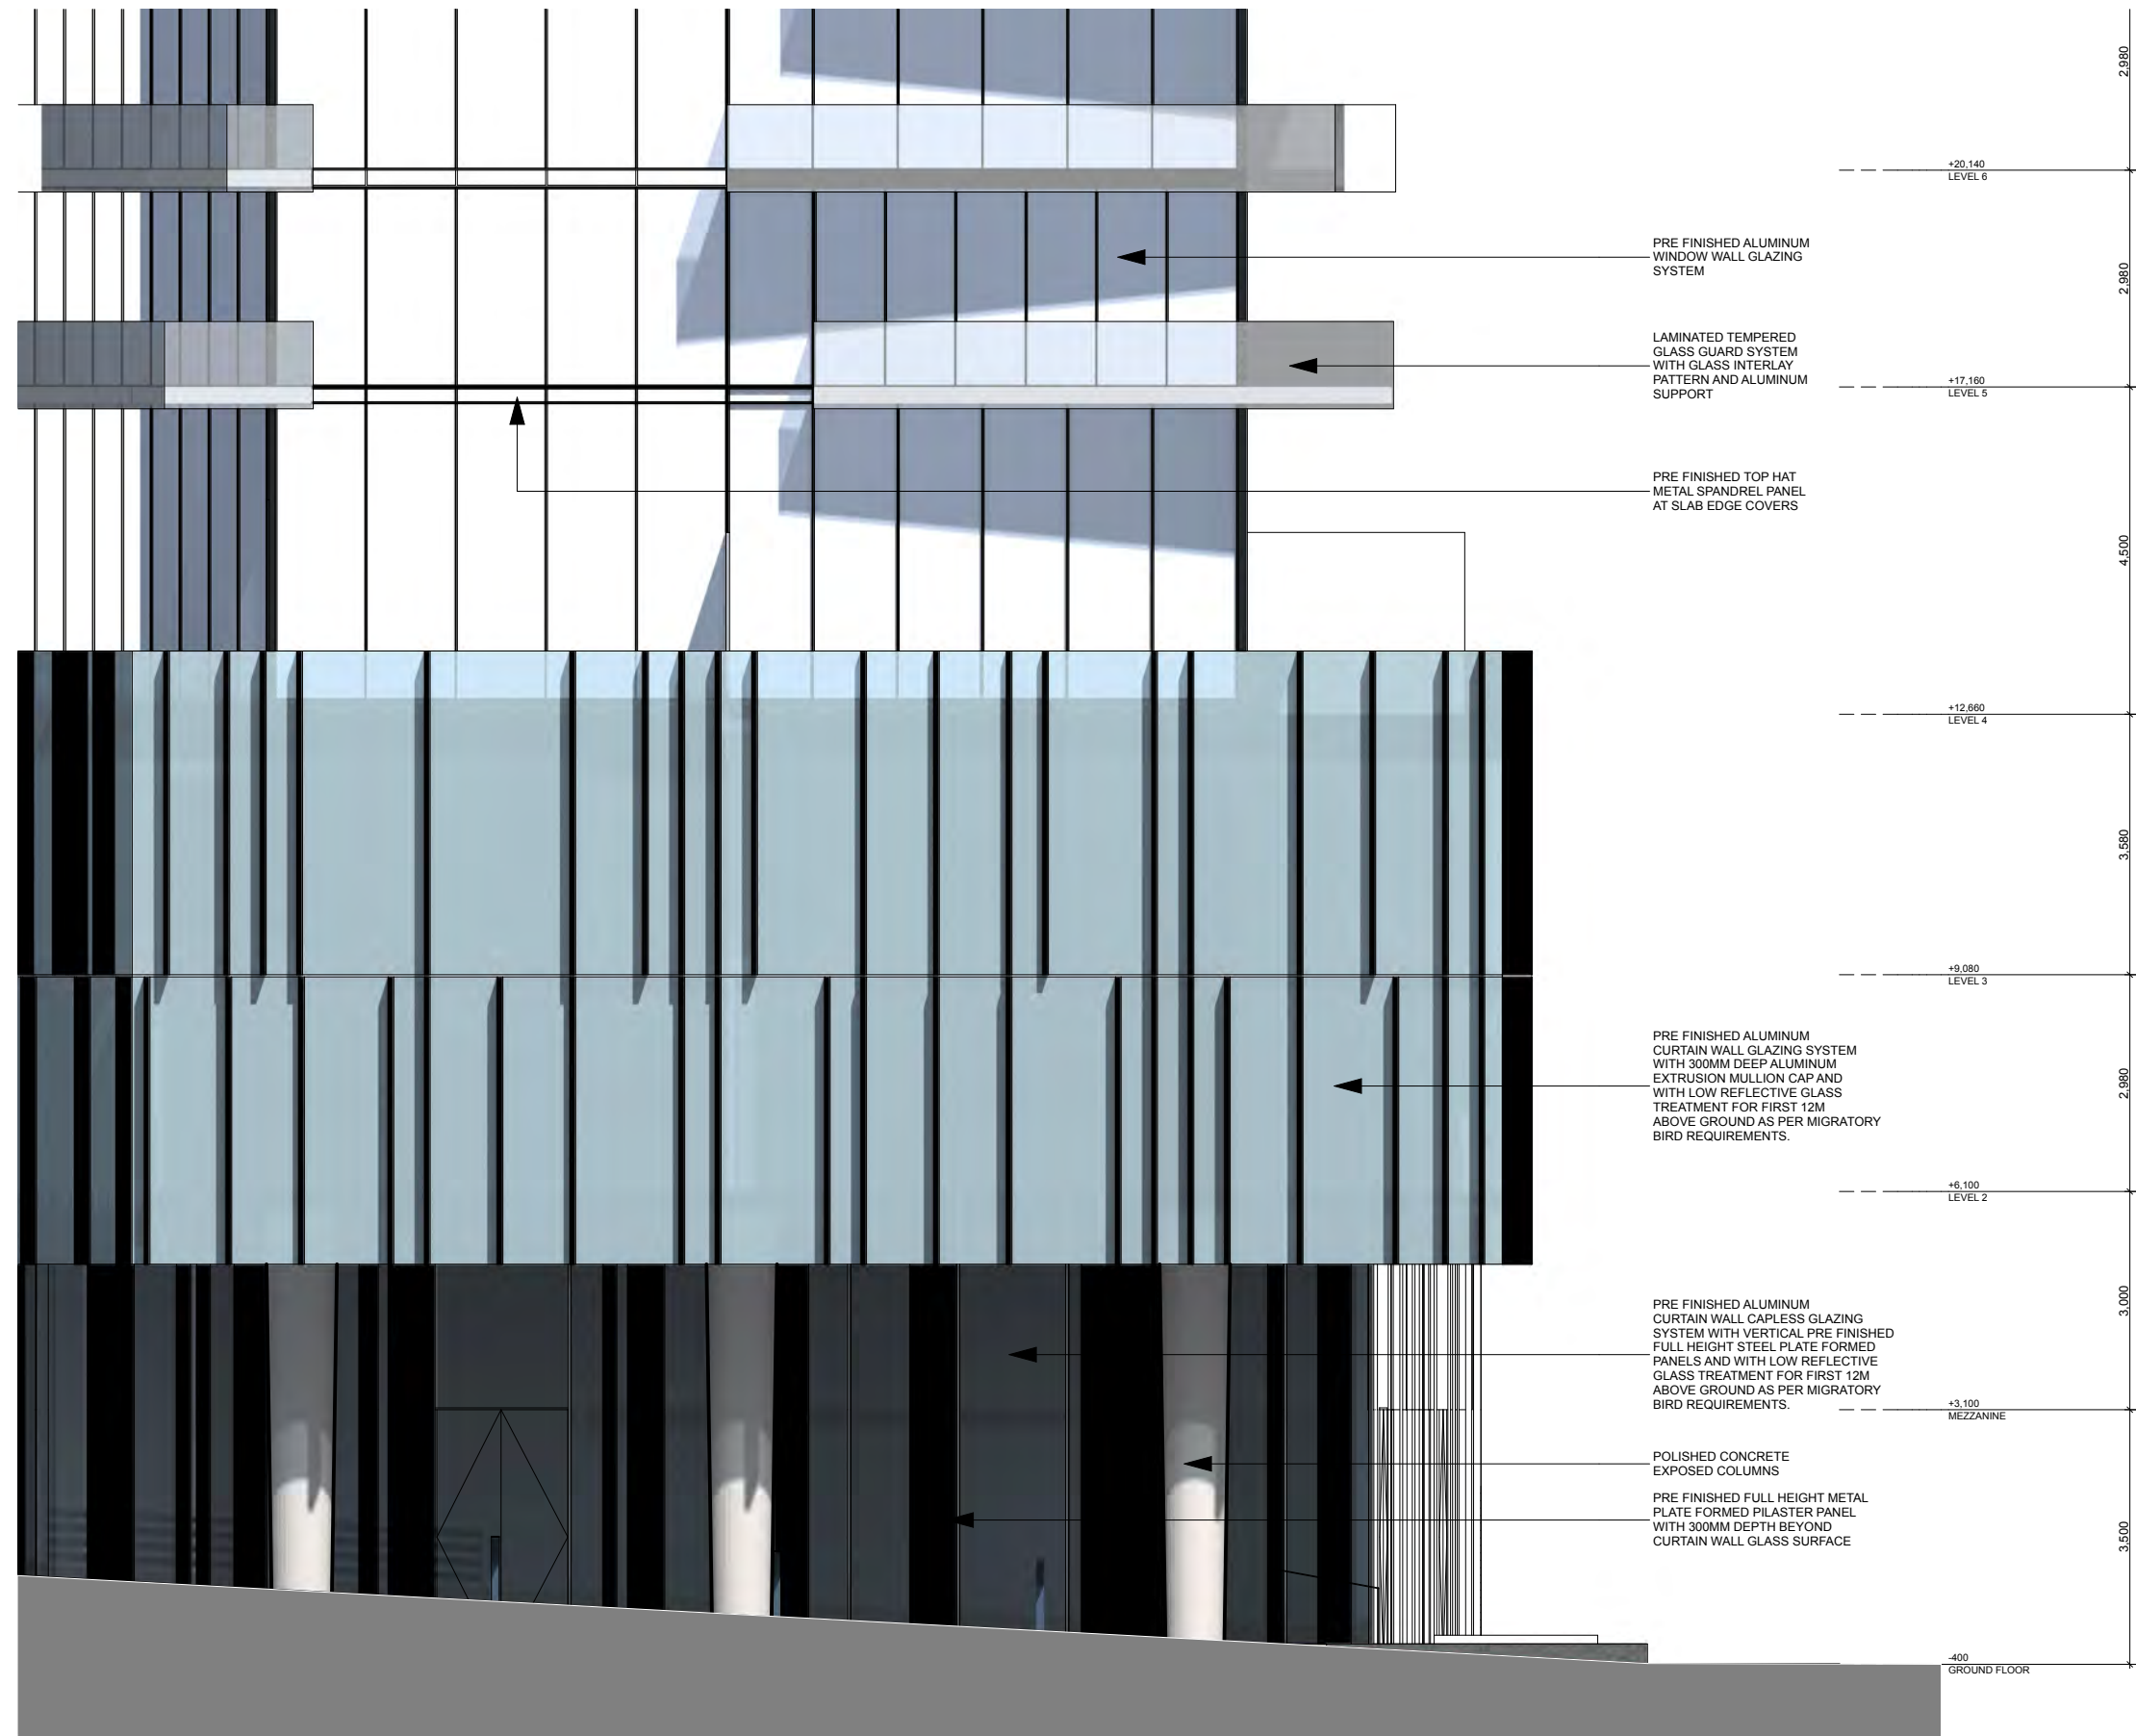 2,980
+20,140
LEVEL 6
PRE FINISHED ALUMINUM
WINDOW WALL GLAZING
SYSTEM
2,980
LAMINATED TEMPERED
GLASS GUARD SYSTEM
WITH GLASS INTERLAY
PATTERN AND ALUMINUM
SUPPORT
+17,160
LEVEL 5
PRE FINISHED TOP HAT
METAL SPANDREL PANEL
AT SLAB EDGE COVERS
4,500
+12,660
LEVEL 4
3,580
+9,080
LEVEL 3
PRE FINISHED ALUMINUM
CURTAIN WALL GLAZING SYSTEM
WITH 300MM DEEP ALUMINUM
EXTRUSION MULLION CAP AND
WITH LOW REFLECTIVE GLASS
TREATMENT FOR FIRST 12M
ABOVE GROUND AS PER MIGRATORY
BIRD REQUIREMENTS.
2,980
+6,100
LEVEL 2
3,000
PRE FINISHED ALUMINUM
CURTAIN WALL CAPLESS GLAZING
SYSTEM WITH VERTICAL PRE FINISHED
FULL HEIGHT STEEL PLATE FORMED
PANELS AND WITH LOW REFLECTIVE
GLASS TREATMENT FOR FIRST 12M
ABOVE GROUND AS PER MIGRATORY
BIRD REQUIREMENTS.
+3,100
MEZZANINE
POLISHED CONCRETE
EXPOSED COLUMNS
PRE FINISHED FULL HEIGHT METAL
PLATE FORMED PILASTER PANEL
WITH 300MM DEPTH BEYOND
CURTAIN WALL GLASS SURFACE
3,500
-400
GROUND FLOOR